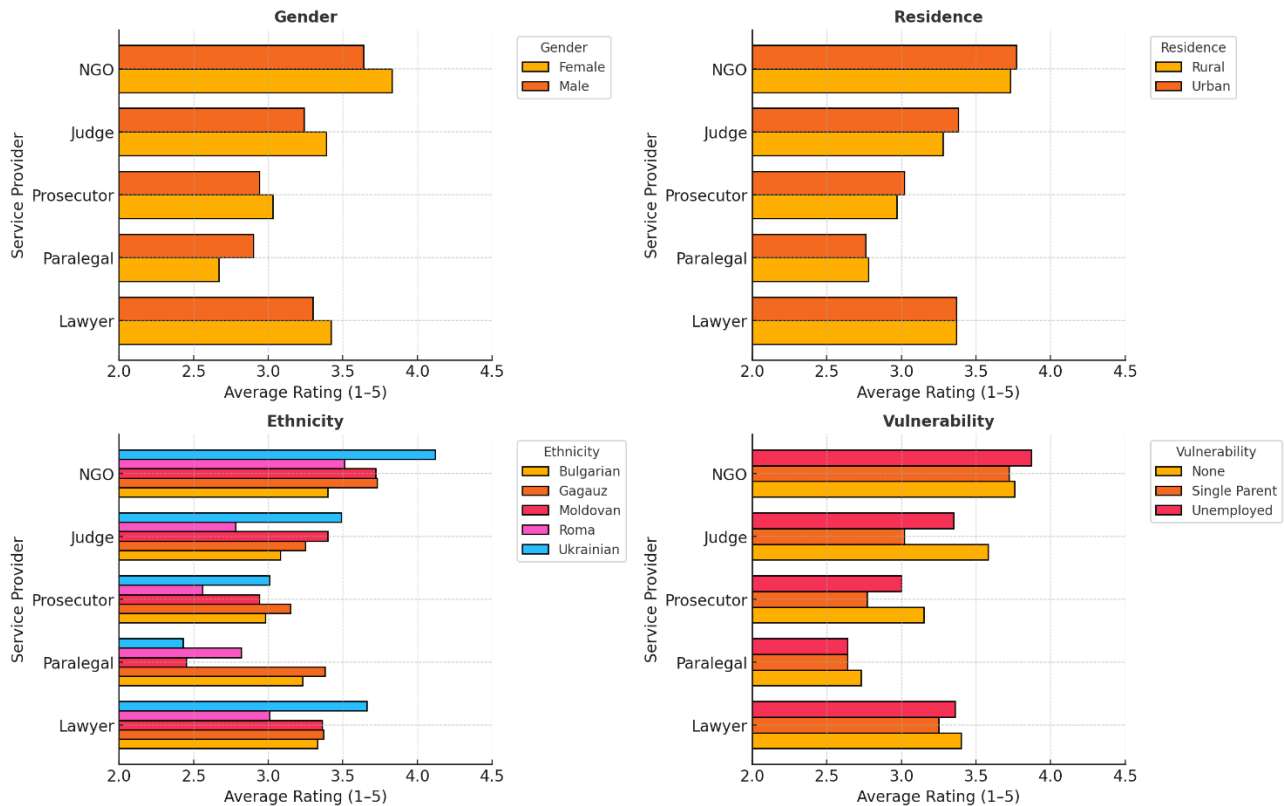 Gender
Service Provider
NGO
Judge
Prosecutor
Paralegal
Lawyer
2.0 2.5 3.0 3.5 4.0 4.5
Average Rating (1–5)
Gender
Female
Male
Residence
Service Provider
NGO
Judge
Prosecutor
Paralegal
Lawyer
2.0 2.5 3.0 3.5 4.0 4.5
Average Rating (1–5)
Residence
Rural
Urban
Ethnicity
Service Provider
NGO
Judge
Prosecutor
Paralegal
Lawyer
2.0 2.5 3.0 3.5 4.0 4.5
Average Rating (1–5)
Ethnicity
Bulgarian
Gagauz
Moldovan
Roma
Ukrainian
Vulnerability
Service Provider
NGO
Judge
Prosecutor
Paralegal
Lawyer
2.0 2.5 3.0 3.5 4.0 4.5
Average Rating (1–5)
Vulnerability
None
Single Parent
Unemployed